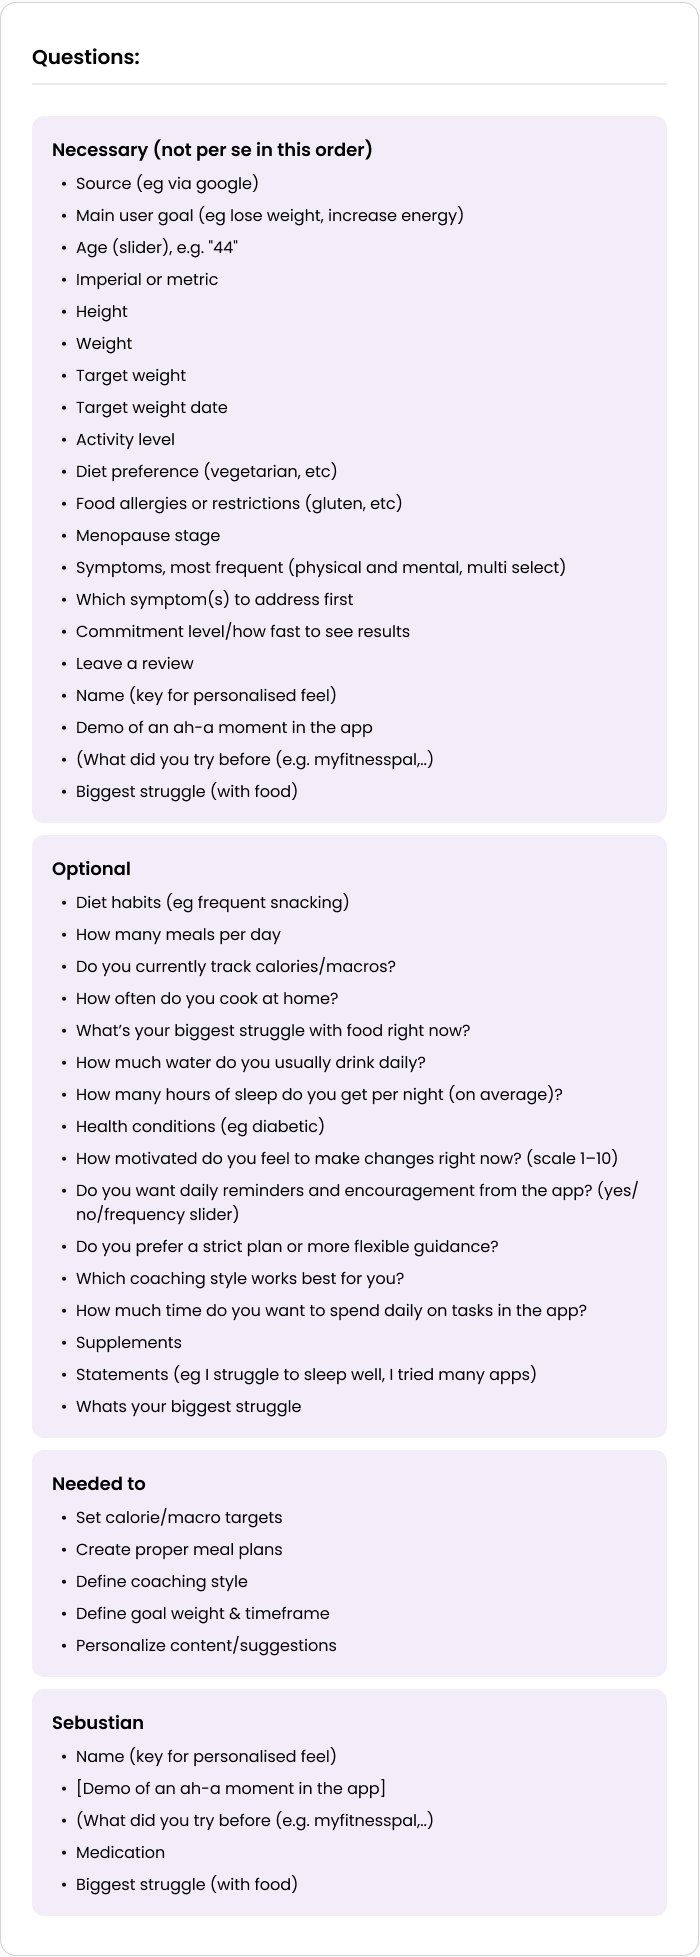 Questions:
Necessary (not per se in this order)
• Source (eg via google)
• Main user goal (eg lose weight, increase energy)
• Age (slider), e.g. "44"
• Imperial or metric
• Height
• Weight
• Target weight
• Target weight date
• Activity level
• Diet preference (vegetarian, etc)
• Food allergies or restrictions (gluten, etc)
• Menopause stage
• Symptoms, most frequent (physical and mental, multi select)
• Which symptom(s) to address first
• Commitment level/how fast to see results
• Leave a review
• Name (key for personalised feel)
• Demo of an ah-a moment in the app
• (What did you try before (e.g. myfitnesspal,..)
• Biggest struggle (with food)
Optional
• Diet habits (eg frequent snacking)
• How many meals per day
• Do you currently track calories/macros?
• How often do you cook at home?
• What’s your biggest struggle with food right now?
• How much water do you usually drink daily?
• How many hours of sleep do you get per night (on average)?
• Health conditions (eg diabetic)
• How motivated do you feel to make changes right now? (scale 1–10)
• Do you want daily reminders and encouragement from the app? (yes/
no/frequency slider)
• Do you prefer a strict plan or more flexible guidance?
• Which coaching style works best for you?
• How much time do you want to spend daily on tasks in the app?
• Supplements
• Statements (eg I struggle to sleep well, I tried many apps)
• Whats your biggest struggle
Needed to
• Set calorie/macro targets
• Create proper meal plans
• Define coaching style
• Define goal weight & timeframe
• Personalize content/suggestions
Sebustian
• Name (key for personalised feel)
• [Demo of an ah-a moment in the app]
• (What did you try before (e.g. myfitnesspal,..)
• Medication
• Biggest struggle (with food)